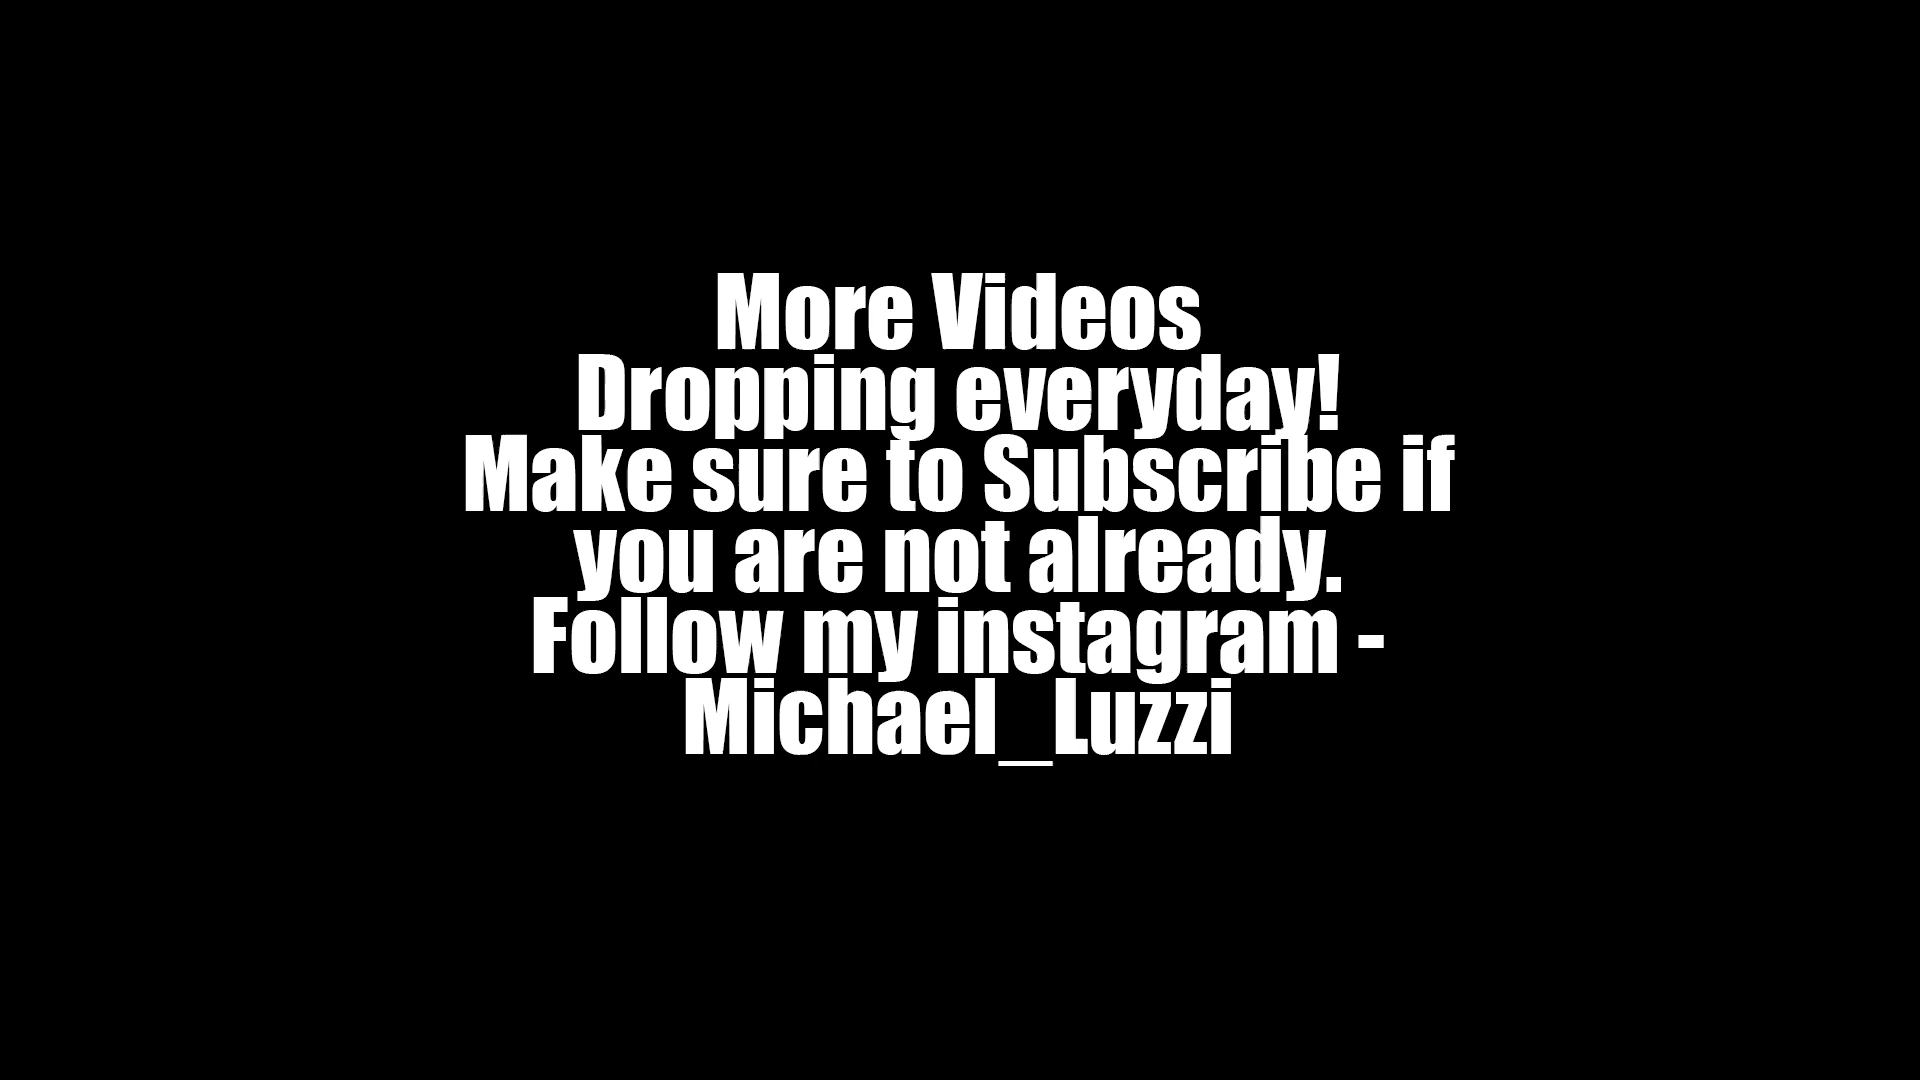 More Videos
Dropping everyday!
Make sure to Subscribe if
you are not already.
Follow my instagram -
Michael_Luzzi